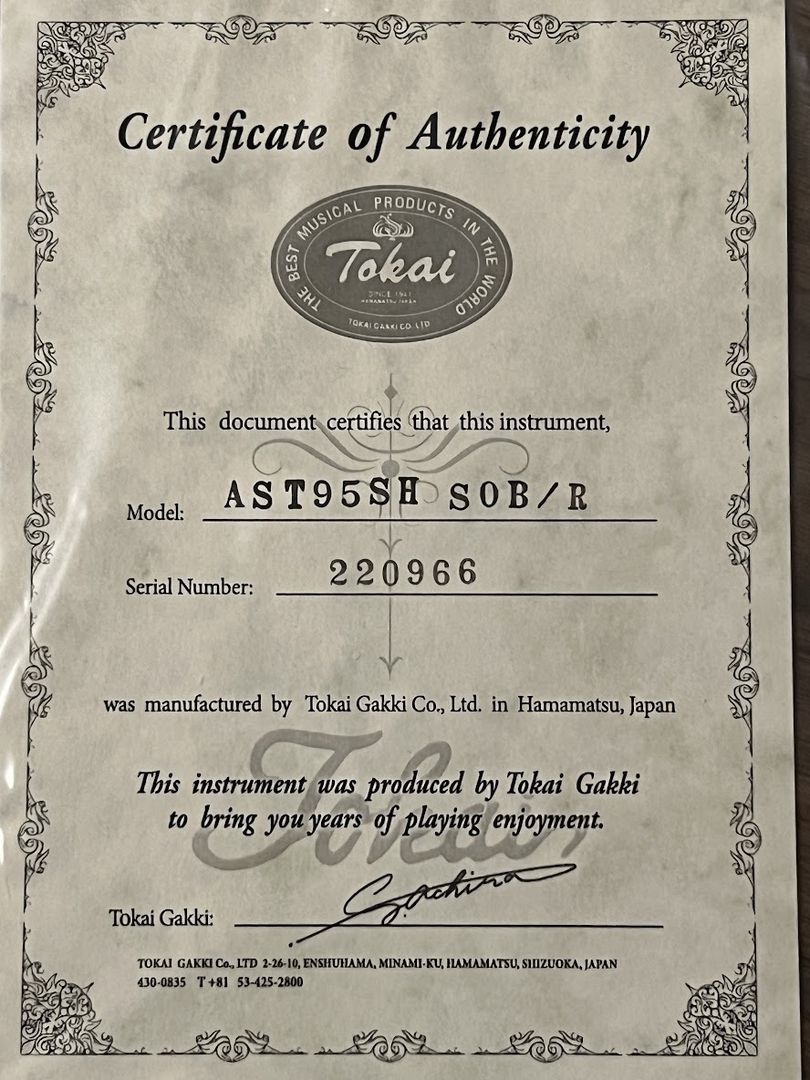 Certificate of Authenticity
THE BEST MUSICAL PRODUCTS IN THE WORLD
Tokai
SINCE 1947
HAMAMATSU JAPAN
TOKAI GAKKI CO. LTD
This document certifies that this instrument,
Model: AST95SH SOB/R
Serial Number: 220966
was manufactured by Tokai Gakki Co., Ltd. in Hamamatsu, Japan
Tokai
This instrument was produced by Tokai Gakki
to bring you years of playing enjoyment.
Tokai Gakki:
TOKAI GAKKI Co., LTD 2-26-10, ENSHUHAMA, MINAMI-KU, HAMAMATSU, SHIZUOKA, JAPAN
430-0835 T +81 53-425-2800